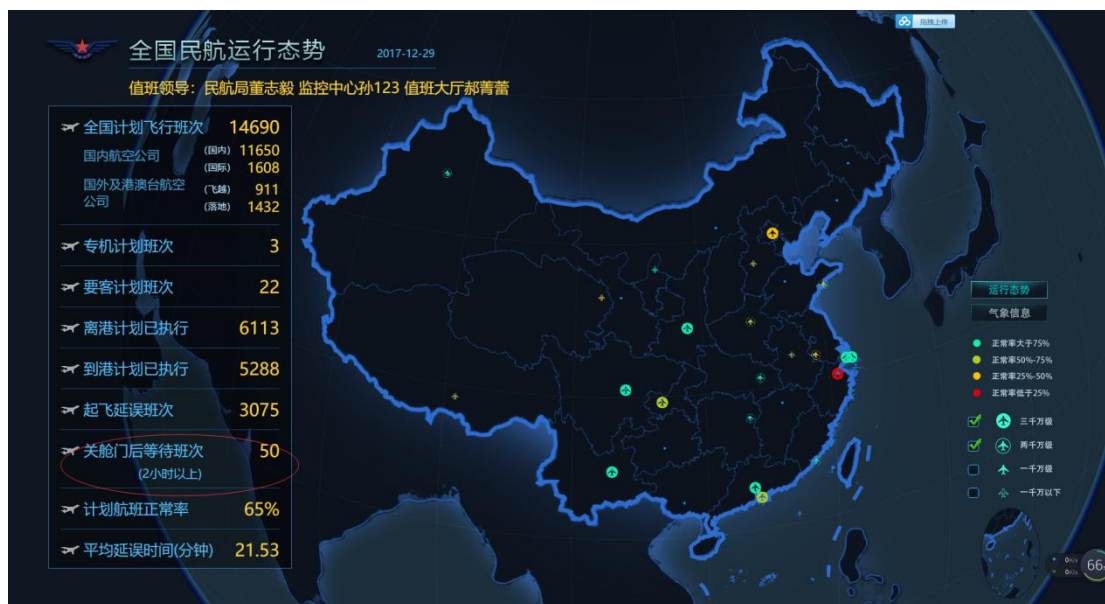 拖拽上传
全国民航运行态势
2017-12-29
值班领导：民航局董志毅 监控中心孙123 值班大厅郝菁蕾
全国计划飞行班次 14690
国内航空公司
(国内) 11650
(国际) 1608
国外及港澳台航空公司
(飞越) 911
(落地) 1432
专机计划班次 3
要客计划班次 22
离港计划已执行 6113
到港计划已执行 5288
起飞延误班次 3075
关舱门后等待班次 50
(2小时以上)
计划航班正常率 65%
平均延误时间(分钟) 21.53
运行态势
气象信息
正常率大于75%
正常率50%-75%
正常率25%-50%
正常率低于25%
三千万级
两千万级
一千万级
一千万以下
0K/s
0K/s
66